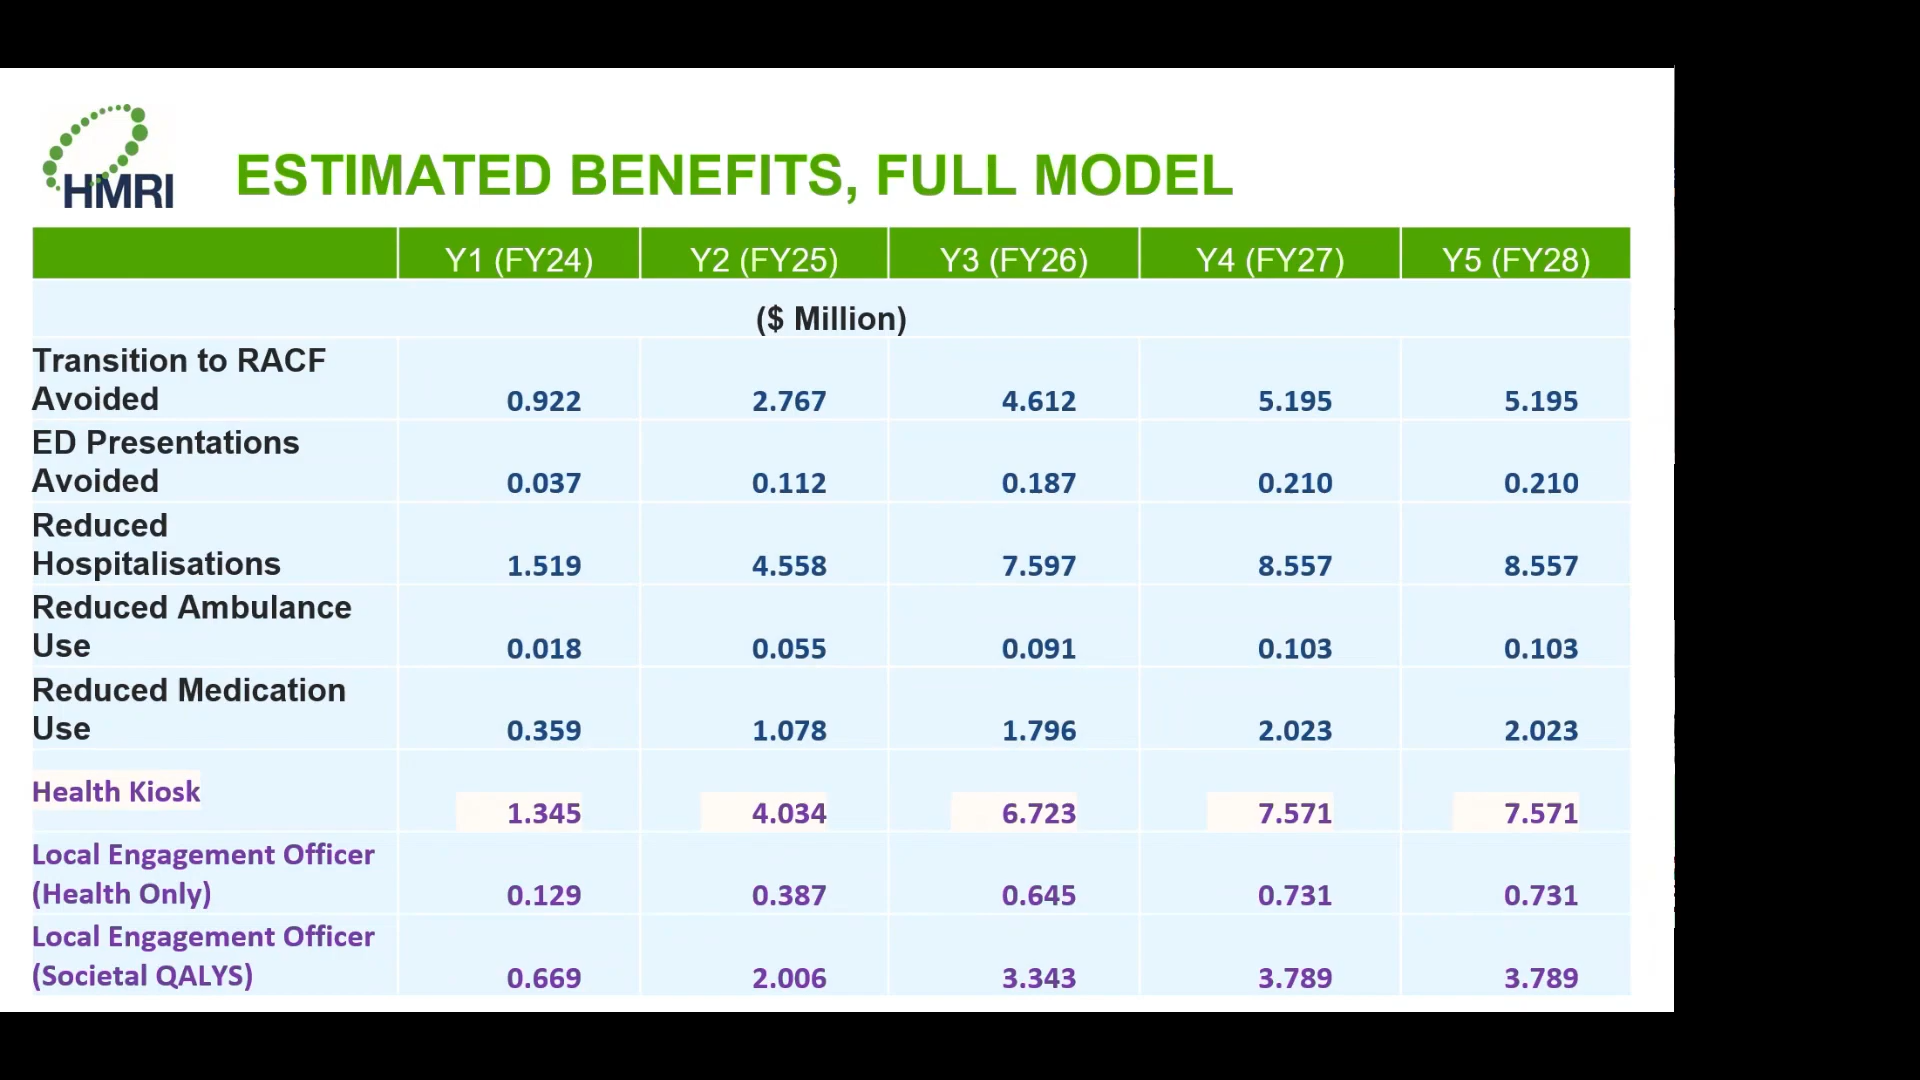 HMRI
ESTIMATED BENEFITS, FULL MODEL
Y1 (FY24) Y2 (FY25) Y3 (FY26) Y4 (FY27) Y5 (FY28)
($ Million)
Transition to RACF
Avoided 0.922 2.767 4.612 5.195 5.195
ED Presentations
Avoided 0.037 0.112 0.187 0.210 0.210
Reduced
Hospitalisations 1.519 4.558 7.597 8.557 8.557
Reduced Ambulance
Use 0.018 0.055 0.091 0.103 0.103
Reduced Medication
Use 0.359 1.078 1.796 2.023 2.023
Health Kiosk 1.345 4.034 6.723 7.571 7.571
Local Engagement Officer
(Health Only) 0.129 0.387 0.645 0.731 0.731
Local Engagement Officer
(Societal QALYS) 0.669 2.006 3.343 3.789 3.789